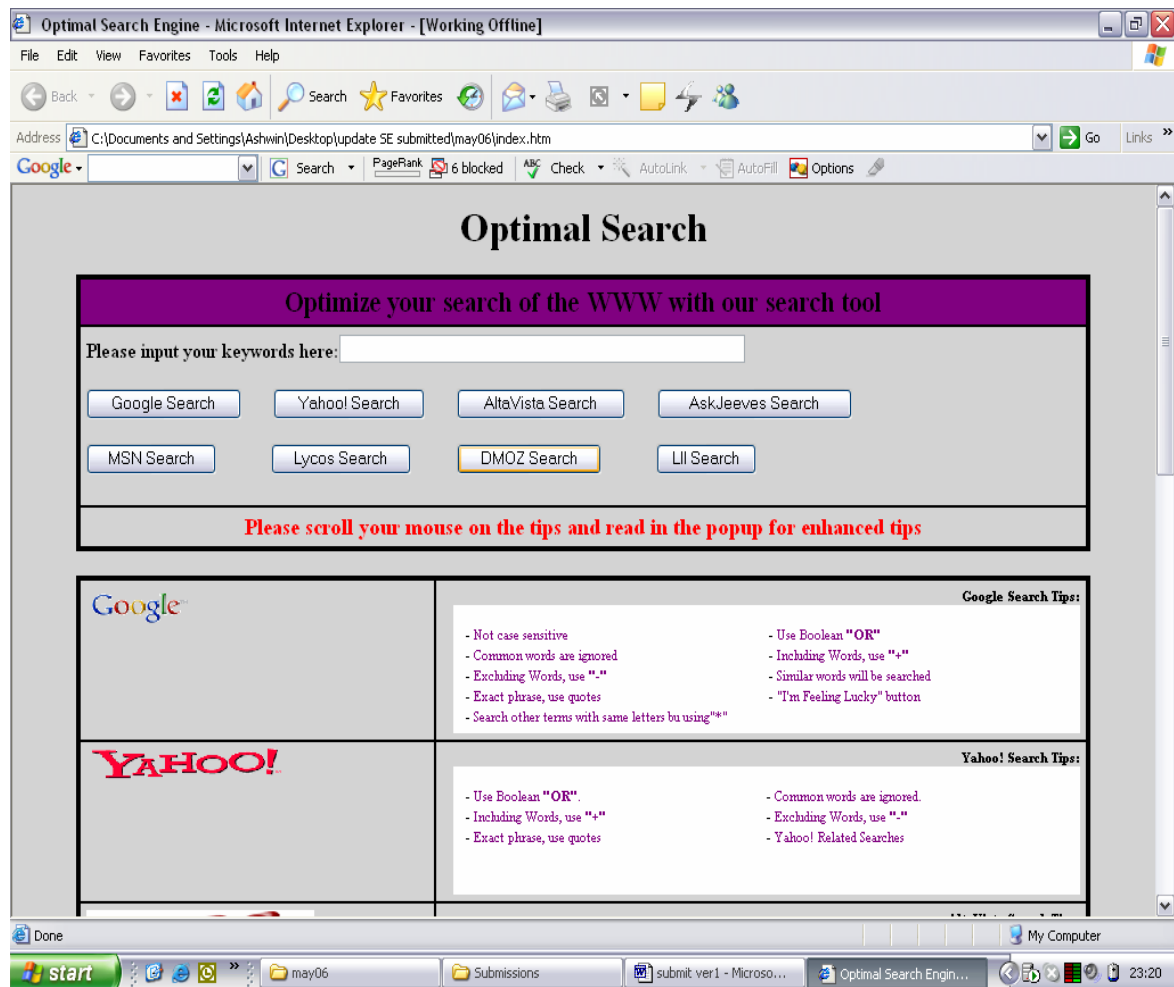 Optimal Search Engine - Microsoft Internet Explorer - [Working Offline]
File Edit View Favorites Tools Help
Back Search Favorites
Address C:\Documents and Settings\Ashwin\Desktop\update SE submitted\may06\index.htm Go Links »
Google Search PageRank 6 blocked ABC Check AutoLink AutoFill Options
Optimal Search
Optimize your search of the WWW with our search tool
Please input your keywords here:
Google Search Yahoo! Search AltaVista Search AskJeeves Search
MSN Search Lycos Search DMOZ Search LII Search
Please scroll your mouse on the tips and read in the popup for enhanced tips
Google
Google Search Tips:
- Not case sensitive
- Common words are ignored
- Excluding Words, use "-"
- Exact phrase, use quotes
- Search other terms with same letters bu using"*"
- Use Boolean "OR"
- Including Words, use "+"
- Similar words will be searched
- "I'm Feeling Lucky" button
YAHOO!
Yahoo! Search Tips:
- Use Boolean "OR".
- Including Words, use "+"
- Exact phrase, use quotes
- Common words are ignored.
- Excluding Words, use "-"
- Yahoo! Related Searches
Done My Computer
start » may06 Submissions submit ver1 - Microso... Optimal Search Engin... 23:20